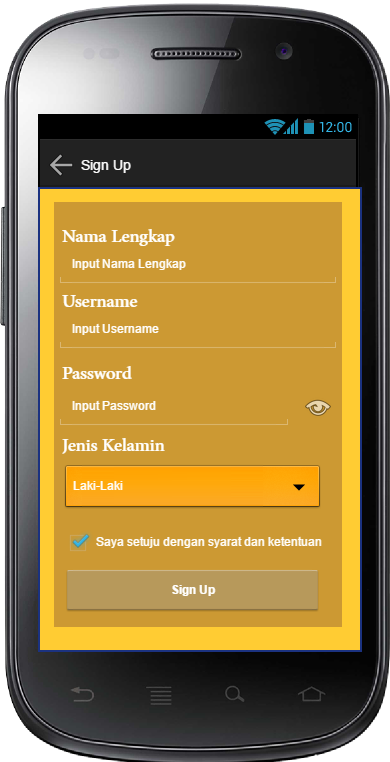 12:00
Sign Up
Nama Lengkap
Input Nama Lengkap
Username
Input Username
Password
Input Password
Jenis Kelamin
Laki-Laki
Saya setuju dengan syarat dan ketentuan
Sign Up